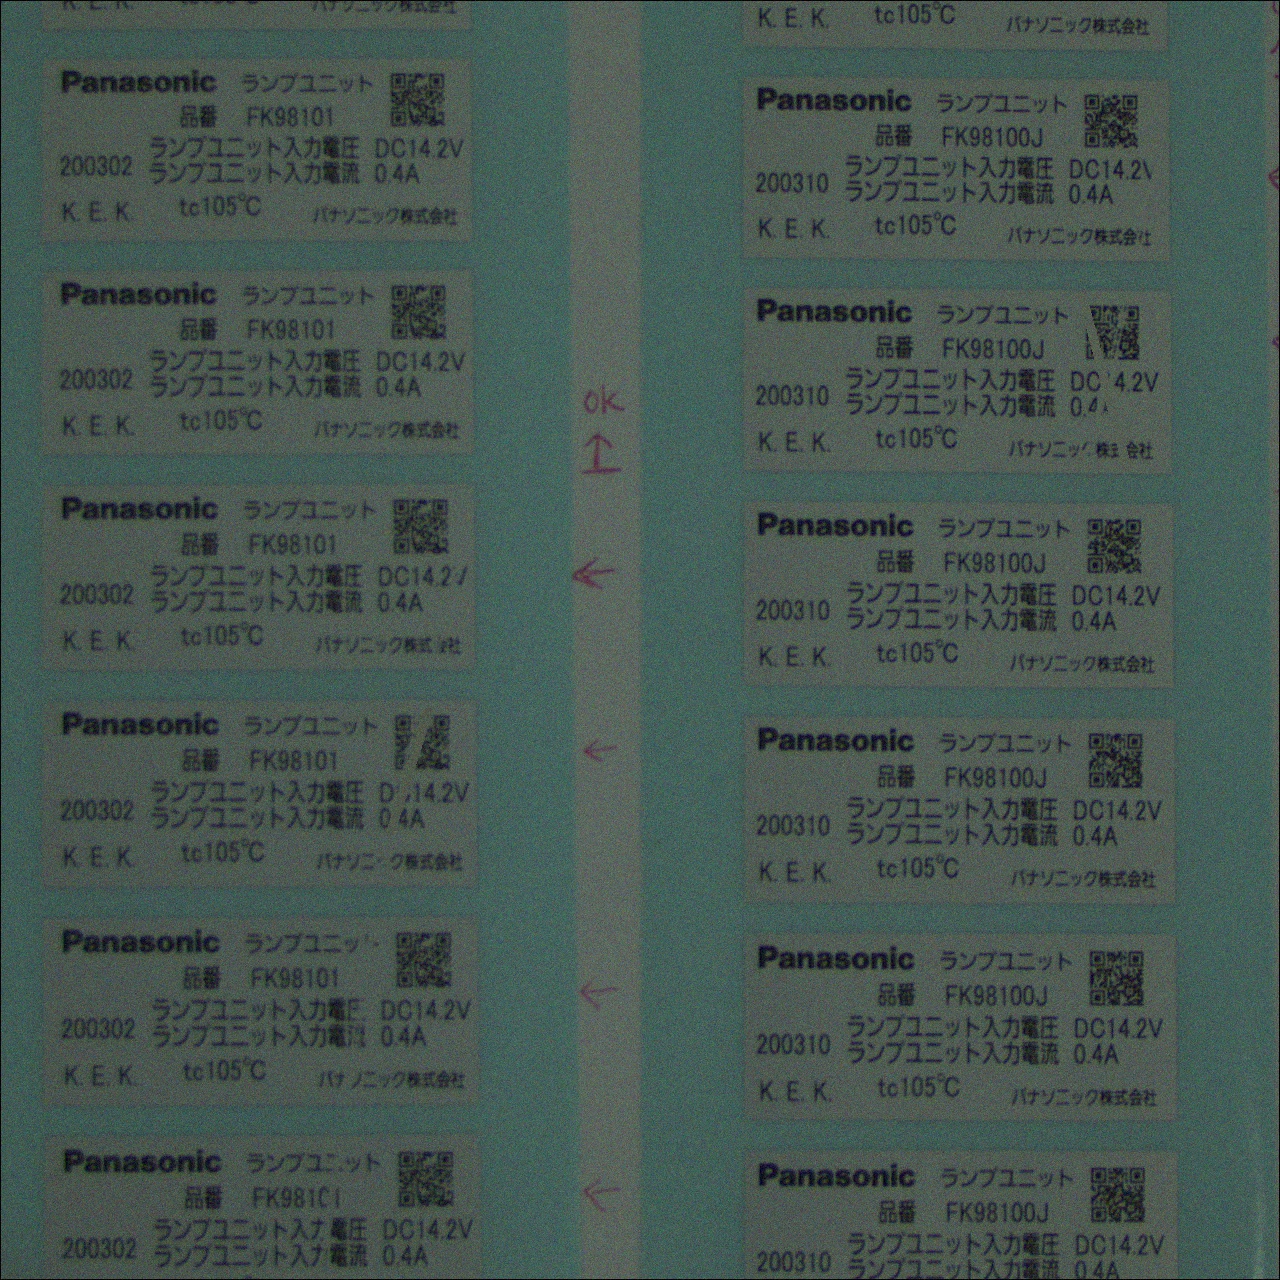 K. E. K. tc105℃ パナソニック株式会社
Panasonic ランプユニット
品番 FK98101
ランプユニット入力電圧 DC14.2V
200302 ランプユニット入力電流 0.4A
K. E. K. tc105℃ パナソニック株式会社
Panasonic ランプユニット
品番 FK98101
ランプユニット入力電圧 DC14.2V
200302 ランプユニット入力電流 0.4A
K. E. K. tc105℃ パナソニック株式会社
Panasonic ランプユニット
品番 FK98101
ランプユニット入力電圧 DC14.2
200302 ランプユニット入力電流 0.4A
K. E. K. tc105℃ パナソニック株式 社
Panasonic ランプユニット
品番 FK98101
ランプユニット入力電圧 D 14.2V
200302 ランプユニット入力電流 0 4A
K. E. K. tc105℃ パナソニック株式会社
Panasonic ランプユニッ
品番 FK98101
ランプユニット入力電 DC14.2V
200302 ランプユニット入力電 0.4A
K. E. K. tc105℃ パナソニック株式会社
Panasonic ランプユニット
品番 FK981
ランプユニット入 電圧 DC14.2V
200302 ランプユニット入 電流 0.4A
ok
↑
←
←
←
←
K. E. K. tc105℃ パナソニック株式会社
Panasonic ランプユニット
品番 FK98100J
ランプユニット入力電圧 DC14.2
200310 ランプユニット入力電流 0.4A
K. E. K. tc105℃ パナソニック株式会社
Panasonic ランプユニット
品番 FK98100J
ランプユニット入力電圧 DC 4.2V
200310 ランプユニット入力電流 0.4
K. E. K. tc105℃ パナソニッ 株 会社
Panasonic ランプユニット
品番 FK98100J
ランプユニット入力電圧 DC14.2V
200310 ランプユニット入力電流 0.4A
K. E. K. tc105℃ パナソニック株式会社
Panasonic ランプユニット
品番 FK98100J
ランプユニット入力電圧 DC14.2V
200310 ランプユニット入力電流 0.4A
K. E. K. tc105℃ パナソニック株式会社
Panasonic ランプユニット
品番 FK98100J
ランプユニット入力電圧 DC14.2V
200310 ランプユニット入力電流 0.4A
K. E. K. tc105℃ パナソニック株式会社
Panasonic ランプユニット
品番 FK98100J
ランプユニット入力電圧 DC14.2V
200310 ランプユニット入力電流 0.4A